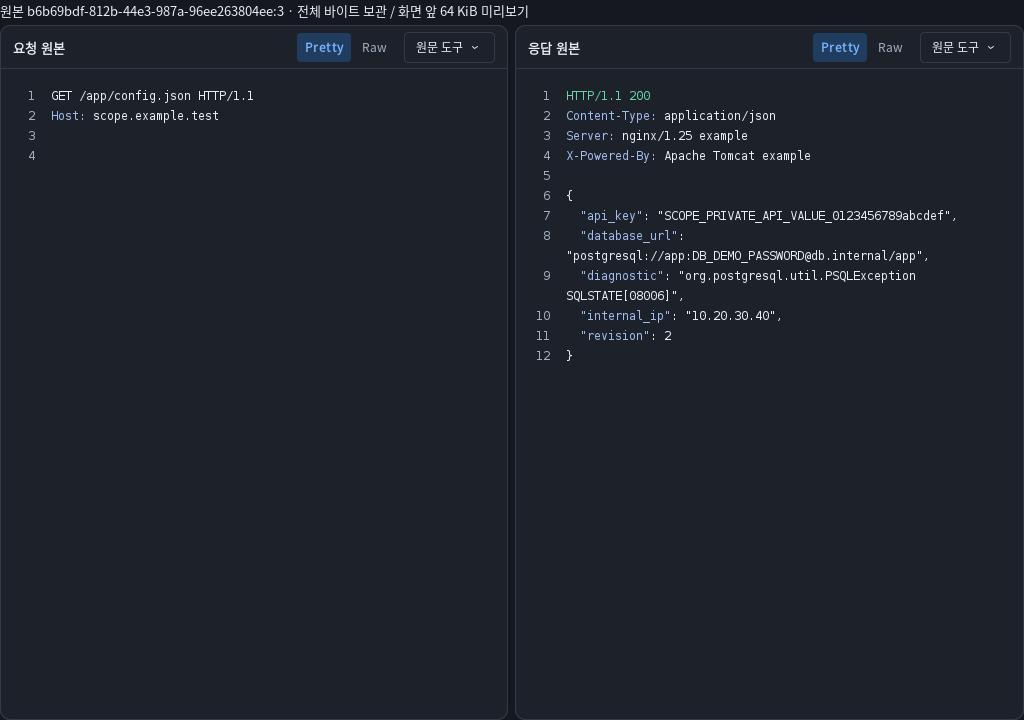 원본 b6b69bdf-812b-44e3-987a-96ee263804ee:3 · 전체 바이트 보관 / 화면 앞 64 KiB 미리보기
요청 원본 Pretty Raw 원문 도구
1 GET /app/config.json HTTP/1.1
2 Host: scope.example.test
3
4
응답 원본 Pretty Raw 원문 도구
1 HTTP/1.1 200
2 Content-Type: application/json
3 Server: nginx/1.25 example
4 X-Powered-By: Apache Tomcat example
5
6 {
7 "api_key": "SCOPE_PRIVATE_API_VALUE_0123456789abcdef",
8 "database_url":
"postgresql://app:DB_DEMO_PASSWORD@db.internal/app",
9 "diagnostic": "org.postgresql.util.PSQLException
SQLSTATE[08006]",
10 "internal_ip": "10.20.30.40",
11 "revision": 2
12 }